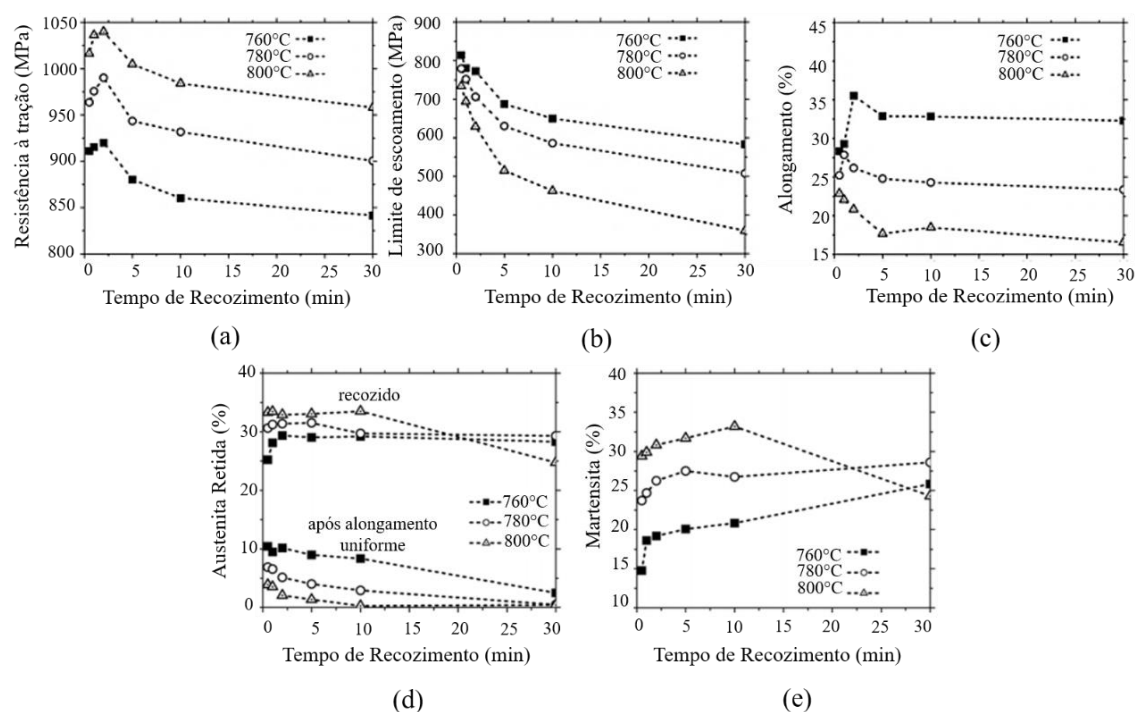 Resistência à tração (MPa)
1050
1000
950
900
850
800
760°C
780°C
800°C
0 5 10 15 20 25 30
Tempo de Recozimento (min)
(a)
Limite de escoamento (MPa)
900
800
700
600
500
400
300
760°C
780°C
800°C
0 5 10 15 20 25 30
Tempo de Recozimento (min)
(b)
Alongamento (%)
45
40
35
30
25
20
15
760°C
780°C
800°C
0 5 10 15 20 25 30
Tempo de Recozimento (min)
(c)
Austenita Retida (%)
40
30
20
10
0
recozido
760°C
780°C
800°C
após alongamento
uniforme
0 5 10 15 20 25 30
Tempo de Recozimento (min)
(d)
Martensita (%)
40
35
30
25
20
15
10
760°C
780°C
800°C
0 5 10 15 20 25 30
Tempo de Recozimento (min)
(e)